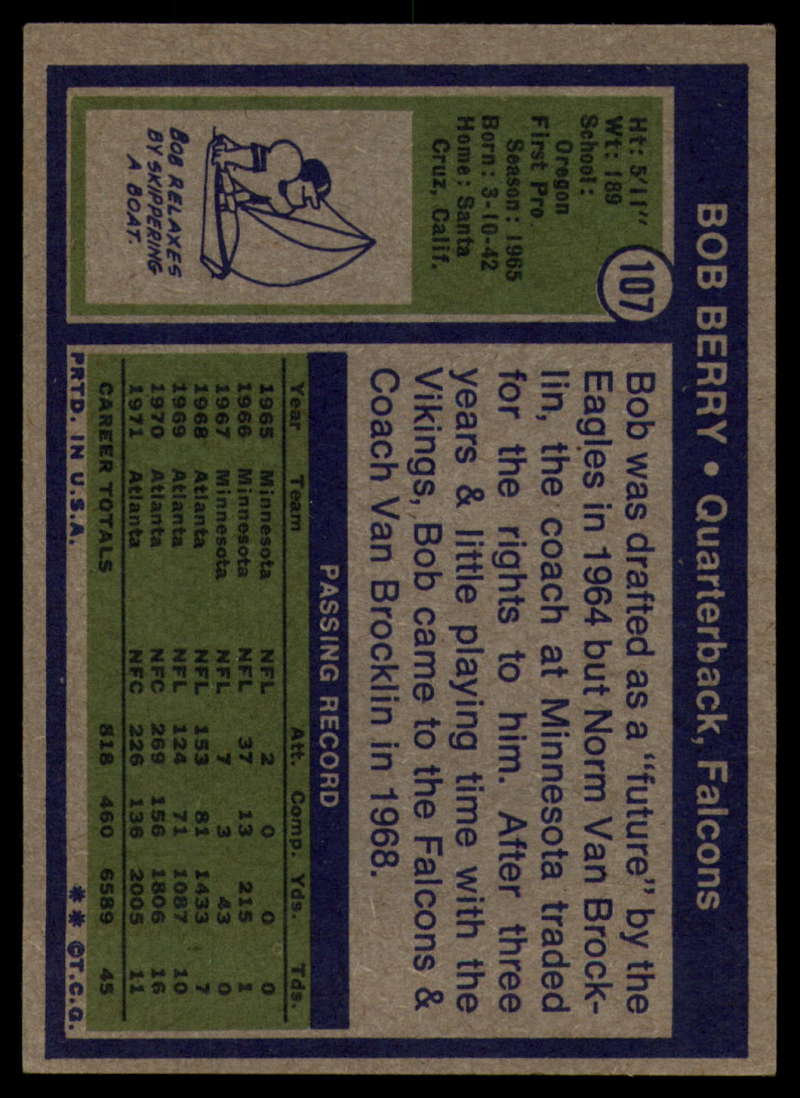 BOB BERRY • Quarterback, Falcons
107
Ht: 5/11"
Wt: 189
School:
Oregon
First Pro
Season: 1965
Born: 3-10-42
Home: Santa
Cruz, Calif.
BOB RELAXES
BY SKIPPERING
A BOAT.
Bob was drafted as a "future" by the
Eagles in 1964 but Norm Van Brock-
lin, the coach at Minnesota traded
for the rights to him. After three
years & little playing time with the
Vikings, Bob came to the Falcons &
Coach Van Brocklin in 1968.
PASSING RECORD
Year Team Att. Comp. Yds. Tds.
1965 Minnesota NFL 2 0 0 0
1966 Minnesota NFL 37 13 215 1
1967 Minnesota NFL 7 3 43 0
1968 Atlanta NFL 153 81 1433 7
1969 Atlanta NFL 124 71 1087 10
1970 Atlanta NFC 269 156 1806 16
1971 Atlanta NFC 226 136 2005 11
CAREER TOTALS 818 460 6589 45
PRTD. IN U.S.A. ** ©T.C.G.